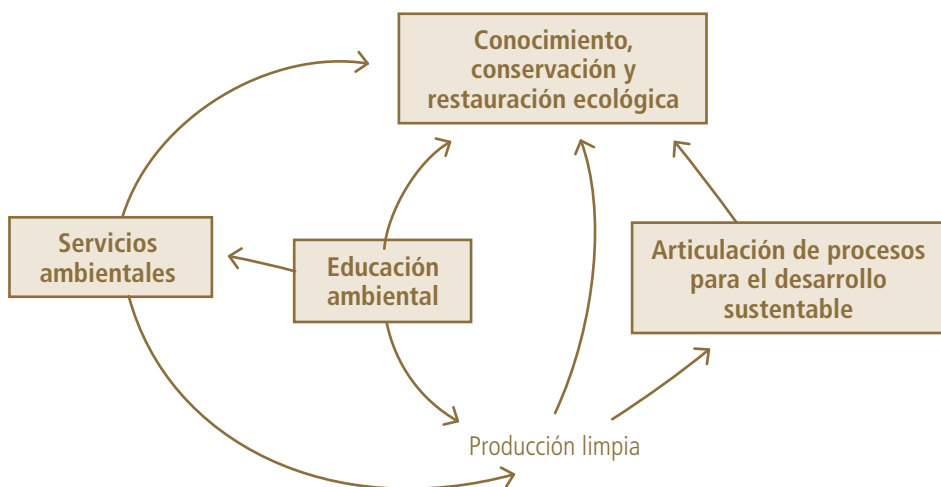 Conocimiento,
conservación y
restauración ecológica
Servicios
ambientales
Educación
ambiental
Articulación de procesos
para el desarrollo
sustentable
Producción limpia